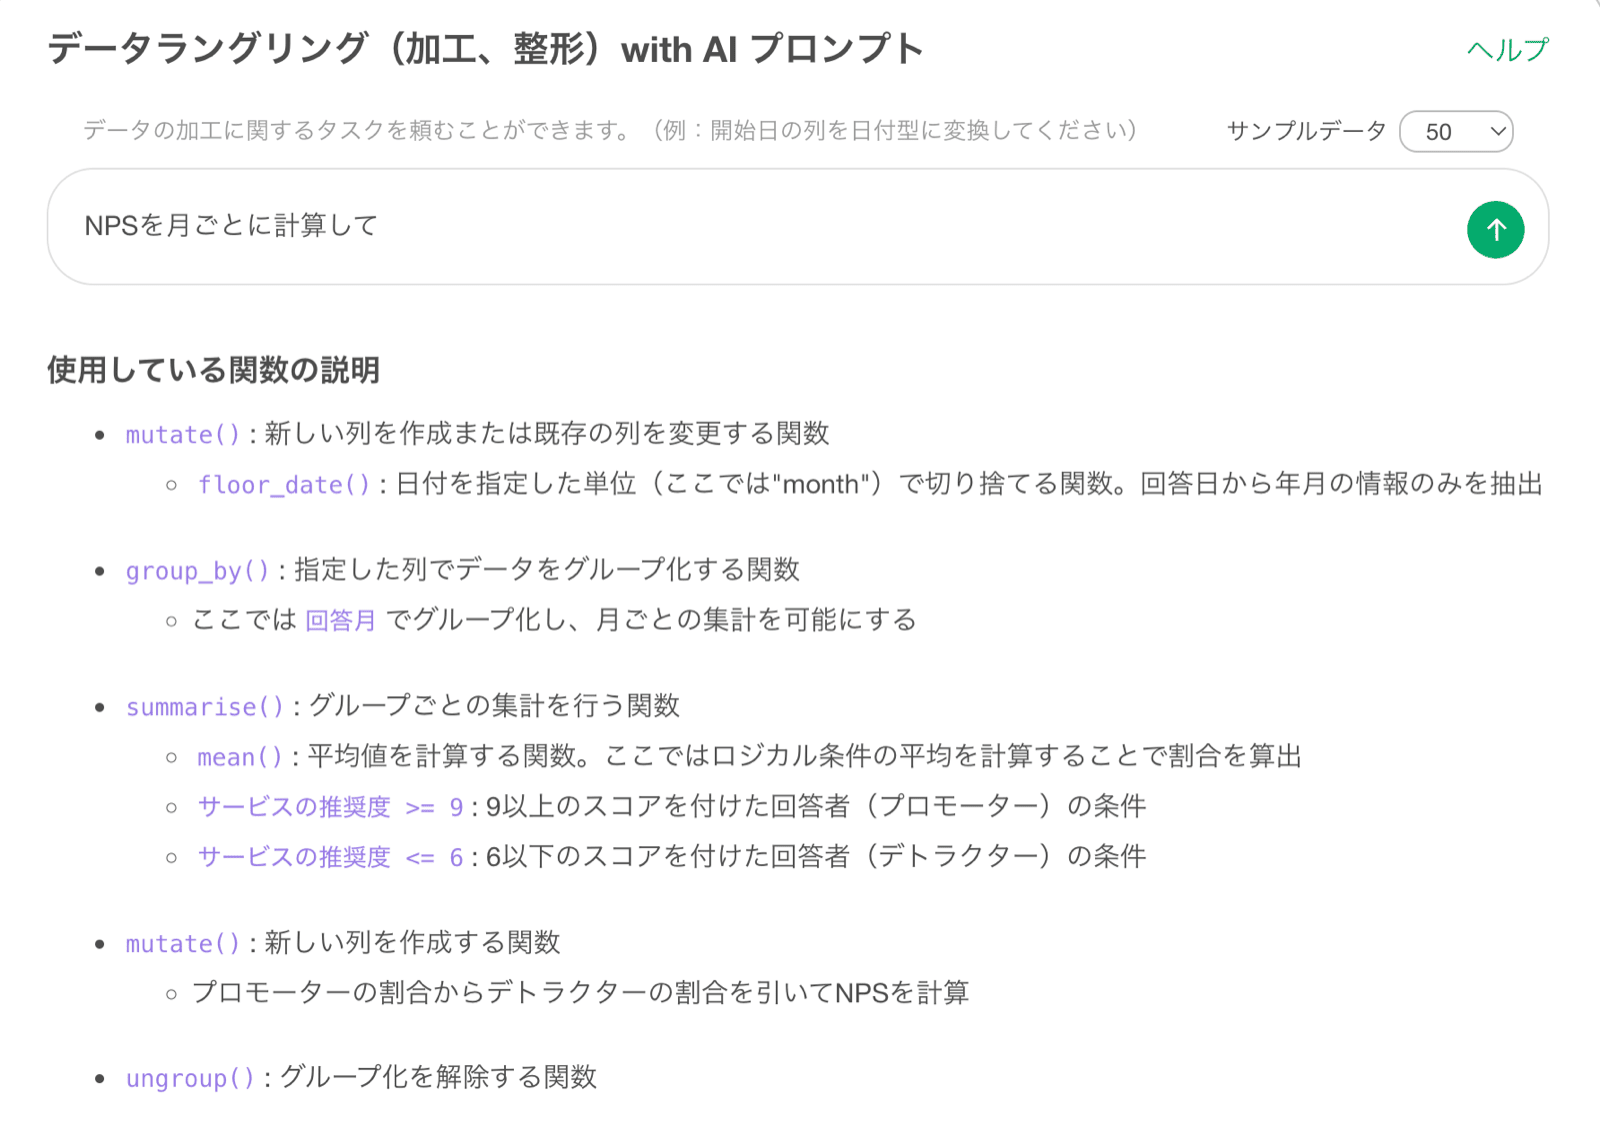 データラングリング（加工、整形）with AI プロンプト
ヘルプ
データの加工に関するタスクを頼むことができます。（例：開始日の列を日付型に変換してください）
サンプルデータ 50
NPSを月ごとに計算して
使用している関数の説明
• mutate() : 新しい列を作成または既存の列を変更する関数
◦ floor_date() : 日付を指定した単位（ここでは"month"）で切り捨てる関数。回答日から年月の情報のみを抽出
• group_by() : 指定した列でデータをグループ化する関数
◦ ここでは 回答月 でグループ化し、月ごとの集計を可能にする
• summarise() : グループごとの集計を行う関数
◦ mean() : 平均値を計算する関数。ここではロジカル条件の平均を計算することで割合を算出
◦ サービスの推奨度 >= 9 : 9以上のスコアを付けた回答者（プロモーター）の条件
◦ サービスの推奨度 <= 6 : 6以下のスコアを付けた回答者（デトラクター）の条件
• mutate() : 新しい列を作成する関数
◦ プロモーターの割合からデトラクターの割合を引いてNPSを計算
• ungroup() : グループ化を解除する関数